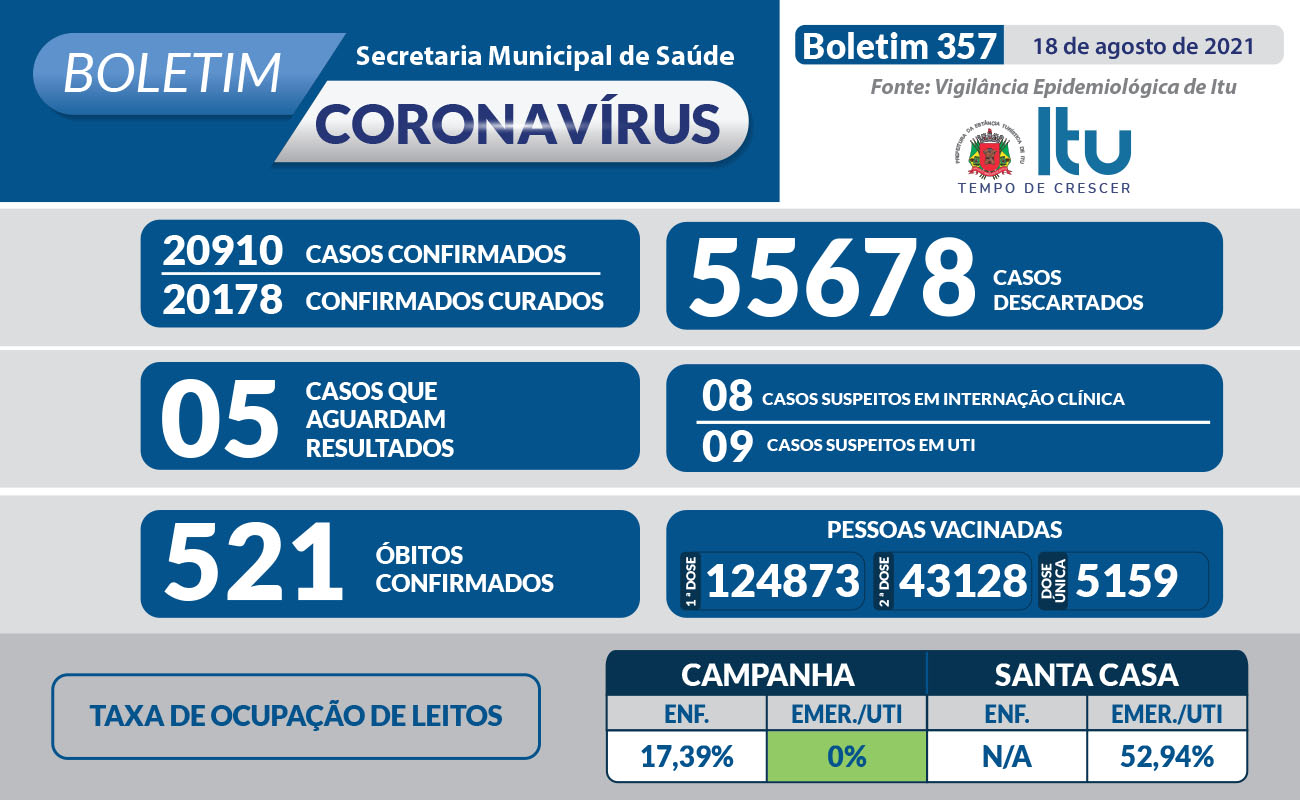 BOLETIM
Secretaria Municipal de Saúde
CORONAVÍRUS
Boletim 357
18 de agosto de 2021
Fonte: Vigilância Epidemiológica de Itu
PREFEITURA DA ESTÂNCIA TURÍSTICA DE ITU
Itu
TEMPO DE CRESCER
20910 CASOS CONFIRMADOS
20178 CONFIRMADOS CURADOS
55678 CASOS
DESCARTADOS
05 CASOS QUE
AGUARDAM
RESULTADOS
08 CASOS SUSPEITOS EM INTERNAÇÃO CLÍNICA
09 CASOS SUSPEITOS EM UTI
521 ÓBITOS
CONFIRMADOS
PESSOAS VACINADAS
1ª DOSE 124873
2ª DOSE 43128
DOSE
ÚNICA 5159
TAXA DE OCUPAÇÃO DE LEITOS
CAMPANHA SANTA CASA
ENF. EMER./UTI ENF. EMER./UTI
17,39% 0% N/A 52,94%